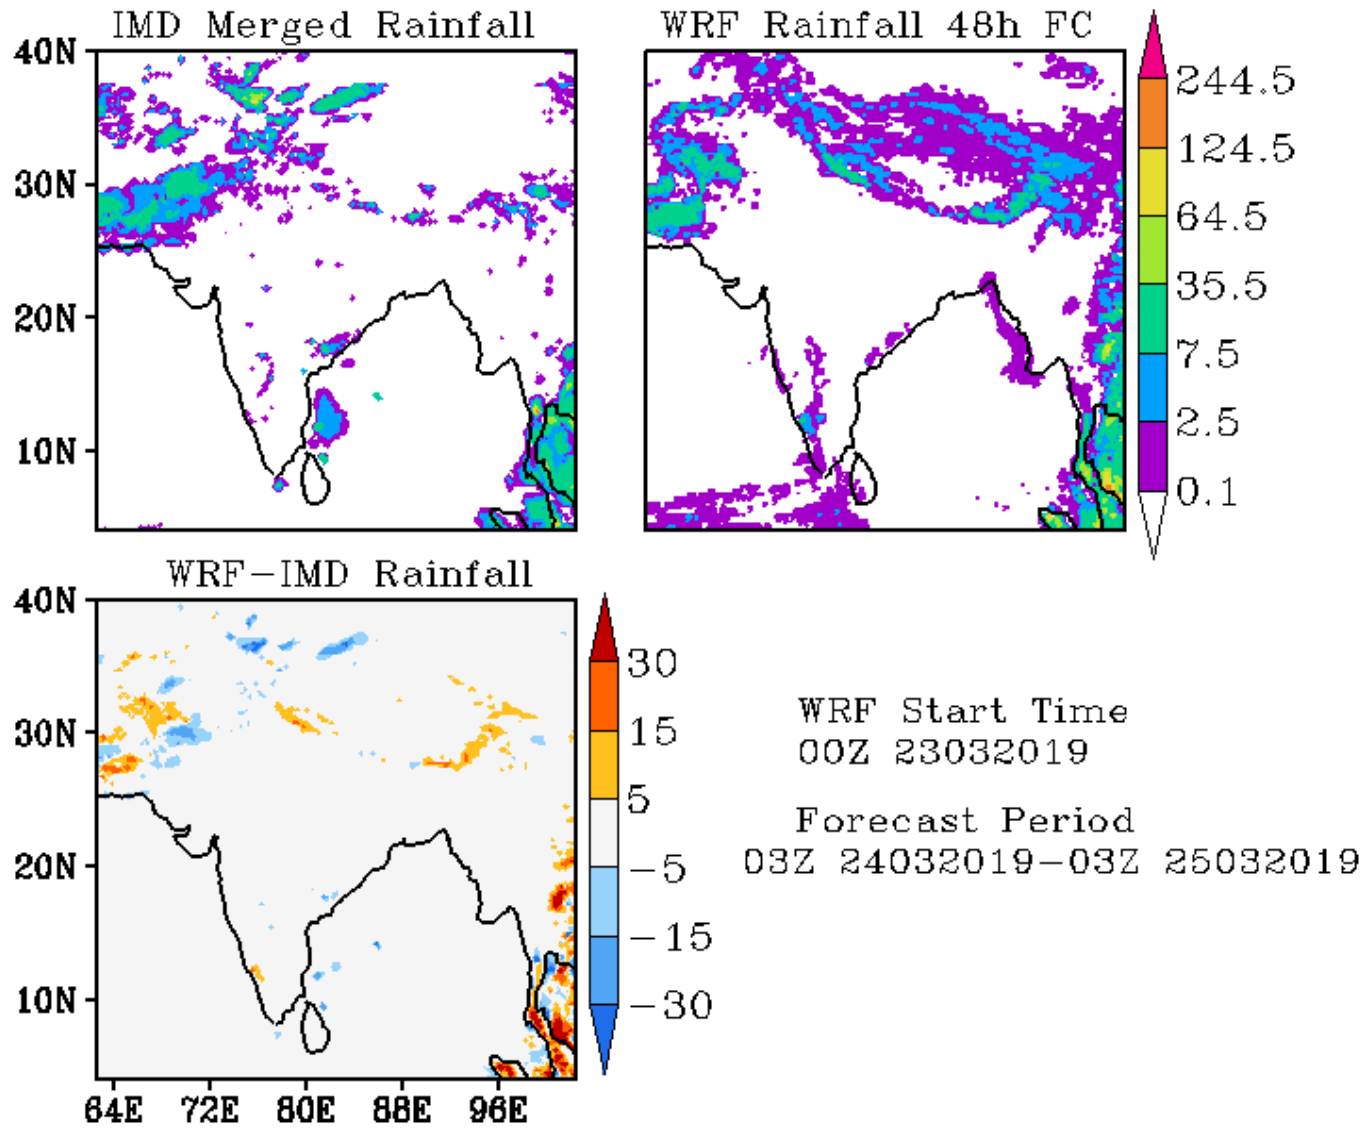 IMD Merged Rainfall
WRF Rainfall 48h FC
40N
30N
20N
10N
244.5
124.5
64.5
35.5
7.5
2.5
0.1
WRF-IMD Rainfall
40N
30N
20N
10N
64E 72E 80E 88E 96E
30
15
5
-5
-15
-30
WRF Start Time
00Z 23032019
Forecast Period
03Z 24032019-03Z 25032019